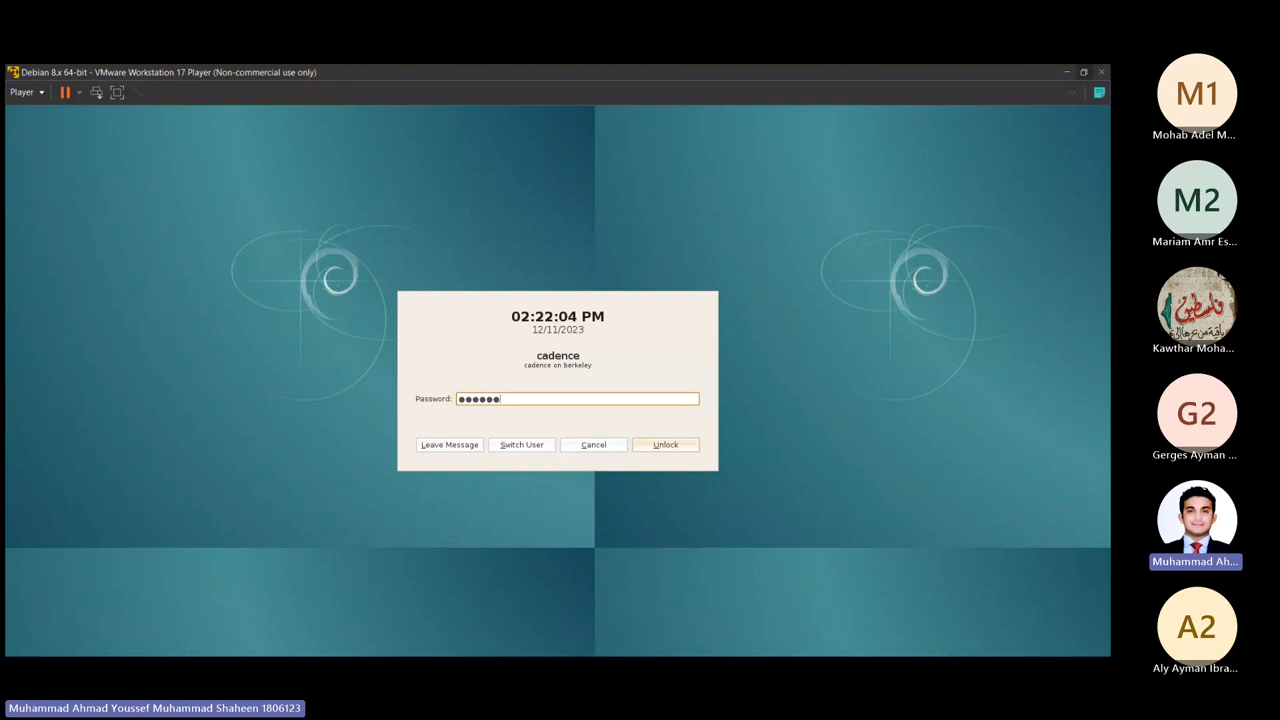 Debian 8.x 64-bit - VMware Workstation 17 Player (Non-commercial use only)
Player
02:22:04 PM
12/11/2023
cadence
cadence on berkeley
Password: ●●●●●●
Leave Message
Switch User
Cancel
Unlock
M1
Mohab Adel M...
M2
Mariam Amr Es...
فلسطين
Kawthar Moha...
G2
Gerges Ayman ...
Muhammad Ah...
A2
Aly Ayman Ibra...
Muhammad Ahmad Youssef Muhammad Shaheen 1806123